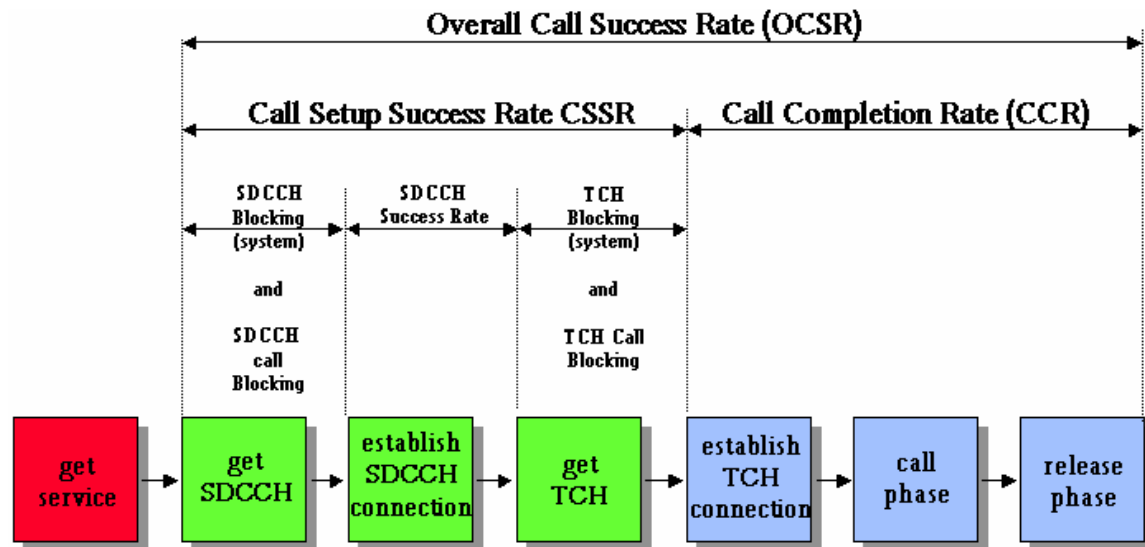 Overall Call Success Rate (OCSR)
Call Setup Success Rate CSSR
Call Completion Rate (CCR)
SDCCH
Blocking
(system)
and
SDCCH
call
Blocking
SDCCH
Success Rate
TCH
Blocking
(system)
and
TCH Call
Blocking
get
service
get
SDCCH
establish
SDCCH
connection
get
TCH
establish
TCH
connection
call
phase
release
phase